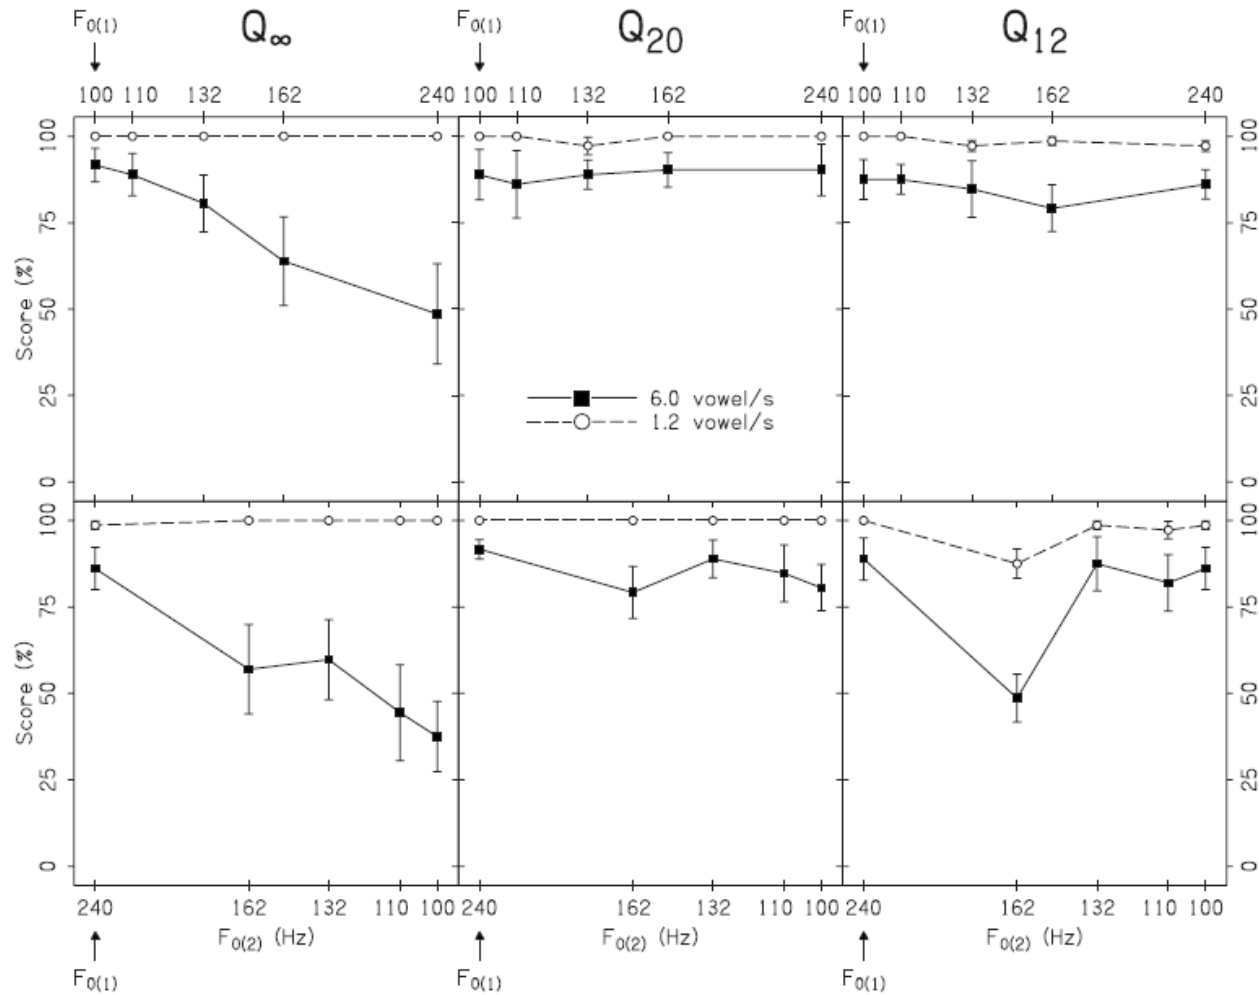 F0(1) Q∞ F0(1) Q20 F0(1) Q12
100 110 132 162 240 100 110 132 162 240 100 110 132 162 240
100 100
75 75
Score (%)
50 50
6.0 vowel/s
25 25
1.2 vowel/s
0 0
100 100
75 75
Score (%)
50 50
25 25
0 0
240 162 132 110 100 240 162 132 110 100 240 162 132 110 100
F0(2) (Hz) F0(2) (Hz) F0(2) (Hz)
F0(1) F0(1) F0(1)